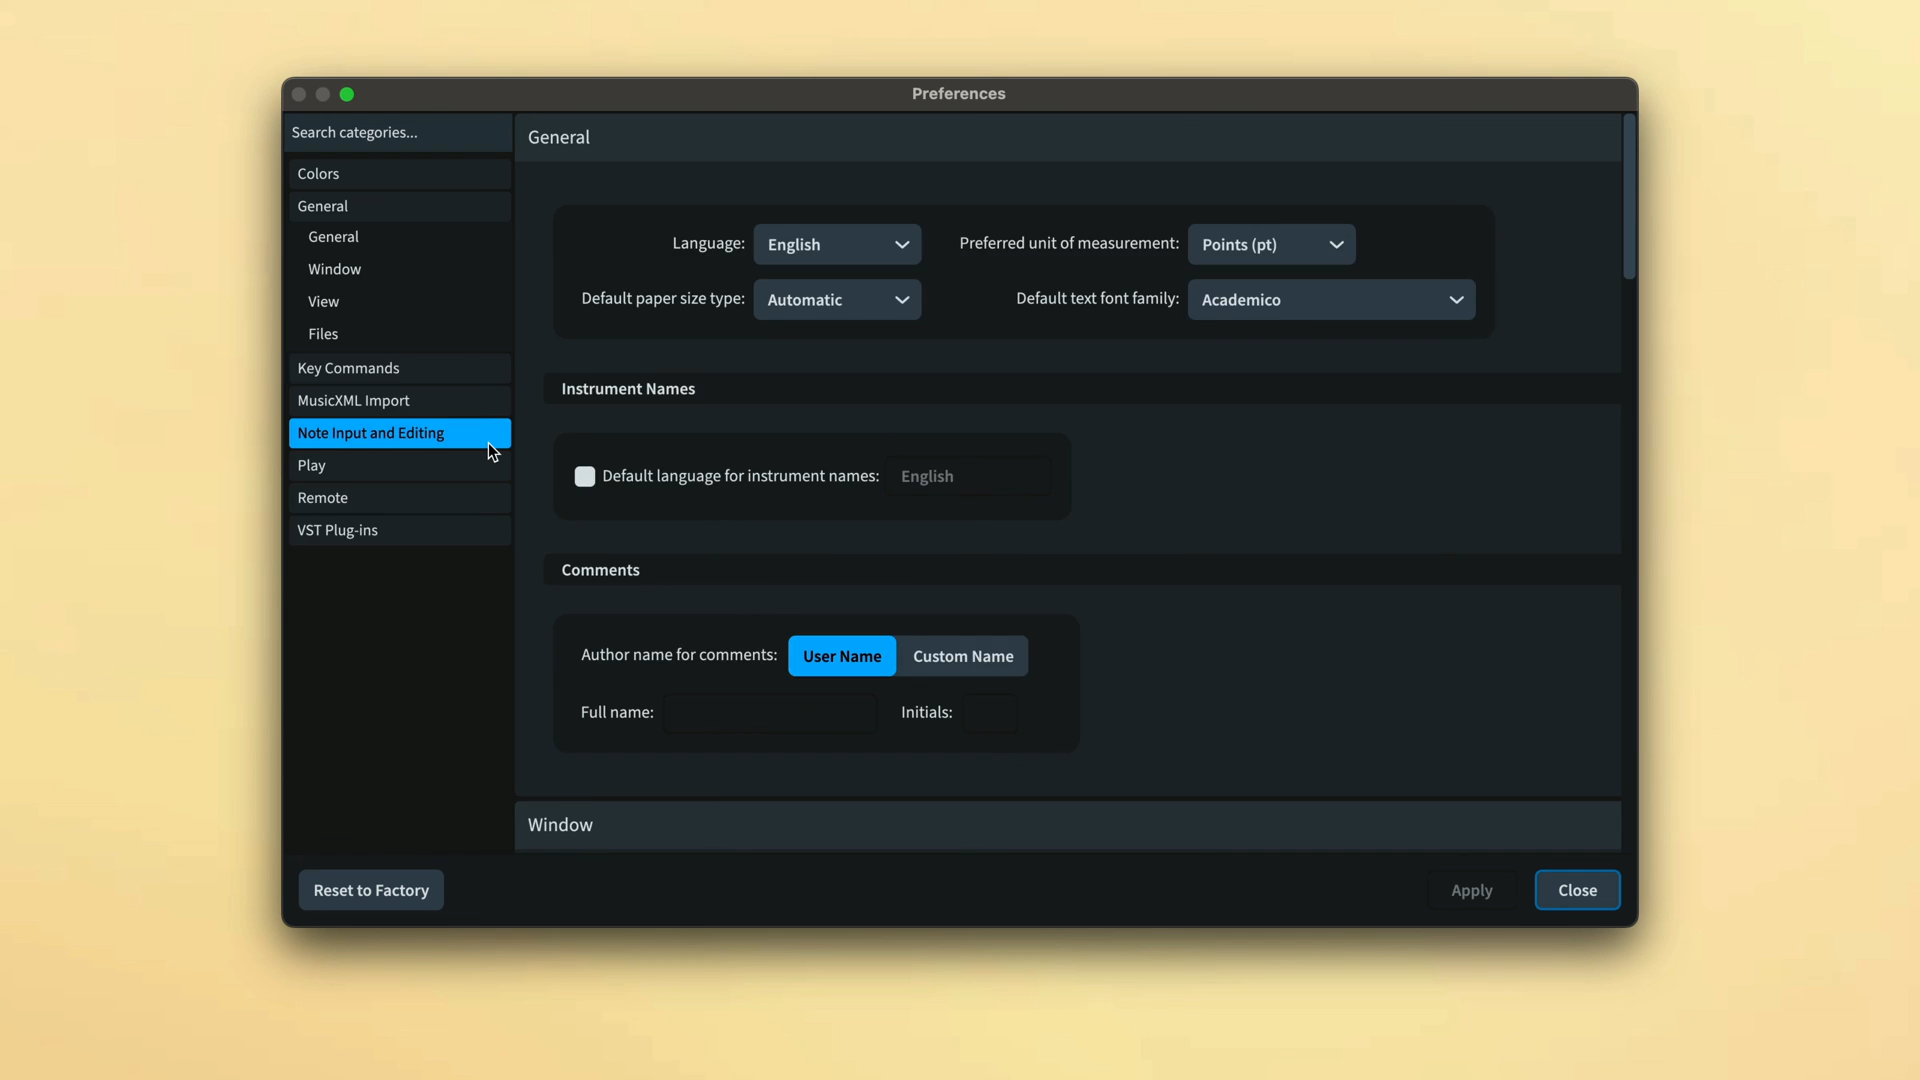 Preferences
Search categories...
Colors
General
General
Window
View
Files
Key Commands
MusicXML Import
Note Input and Editing
Play
Remote
VST Plug-ins
General
Language: English Preferred unit of measurement: Points (pt)
Default paper size type: Automatic Default text font family: Academico
Instrument Names
Default language for instrument names: English
Comments
Author name for comments: User Name Custom Name
Full name: Initials:
Window
Reset to Factory Apply Close